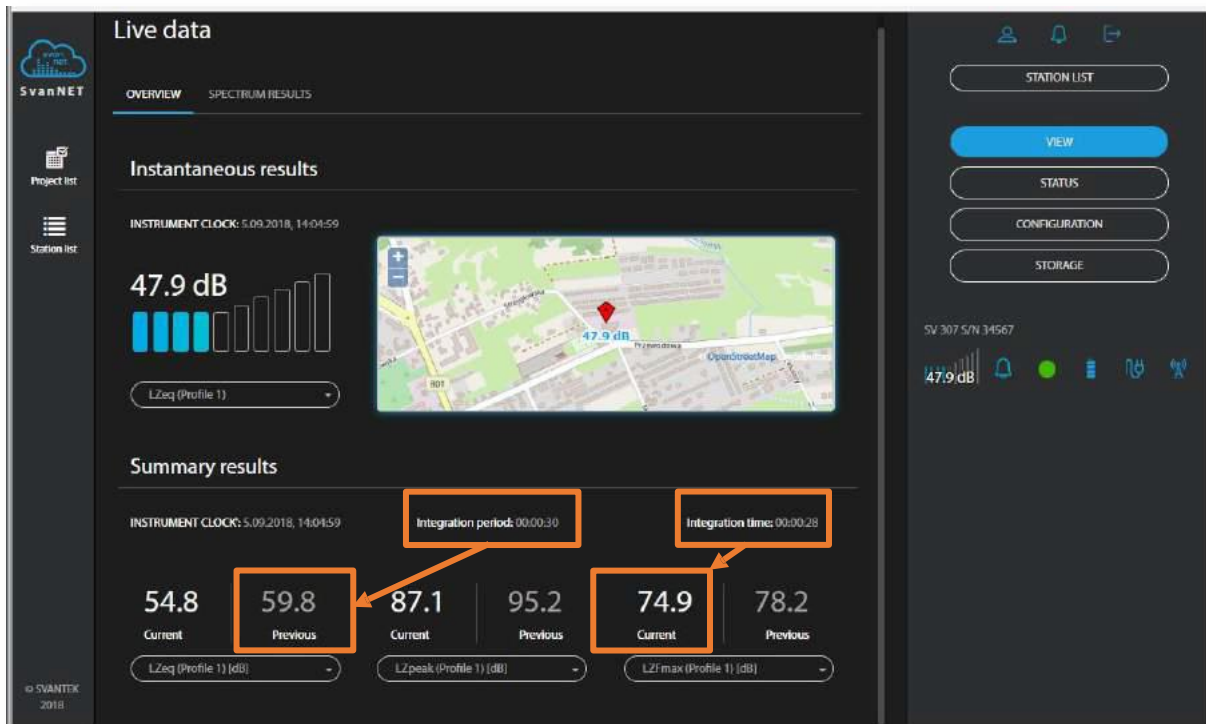 Live data
svan
net
SvanNET
OVERVIEW SPECTRUM RESULTS
Project list
Station list
Instantaneous results
INSTRUMENT CLOCK: 5.09.2018, 14:04:59
47.9 dB
LZeq (Profile 1)
+
−
47.9 dB
Przewodowa
OpenStreetMap
801
Summary results
INSTRUMENT CLOCK: 5.09.2018, 14:04:59
Integration period: 00:00:30
Integration time: 00:00:28
54.8 59.8 87.1 95.2 74.9 78.2
Current Previous Current Previous Current Previous
LZeq (Profile 1) [dB] LZpeak (Profile 1) [dB] LZFmax (Profile 1) [dB]
© SVANTEK
2018
STATION LIST
VIEW
STATUS
CONFIGURATION
STORAGE
SV 307 S/N 34567
47.9 dB